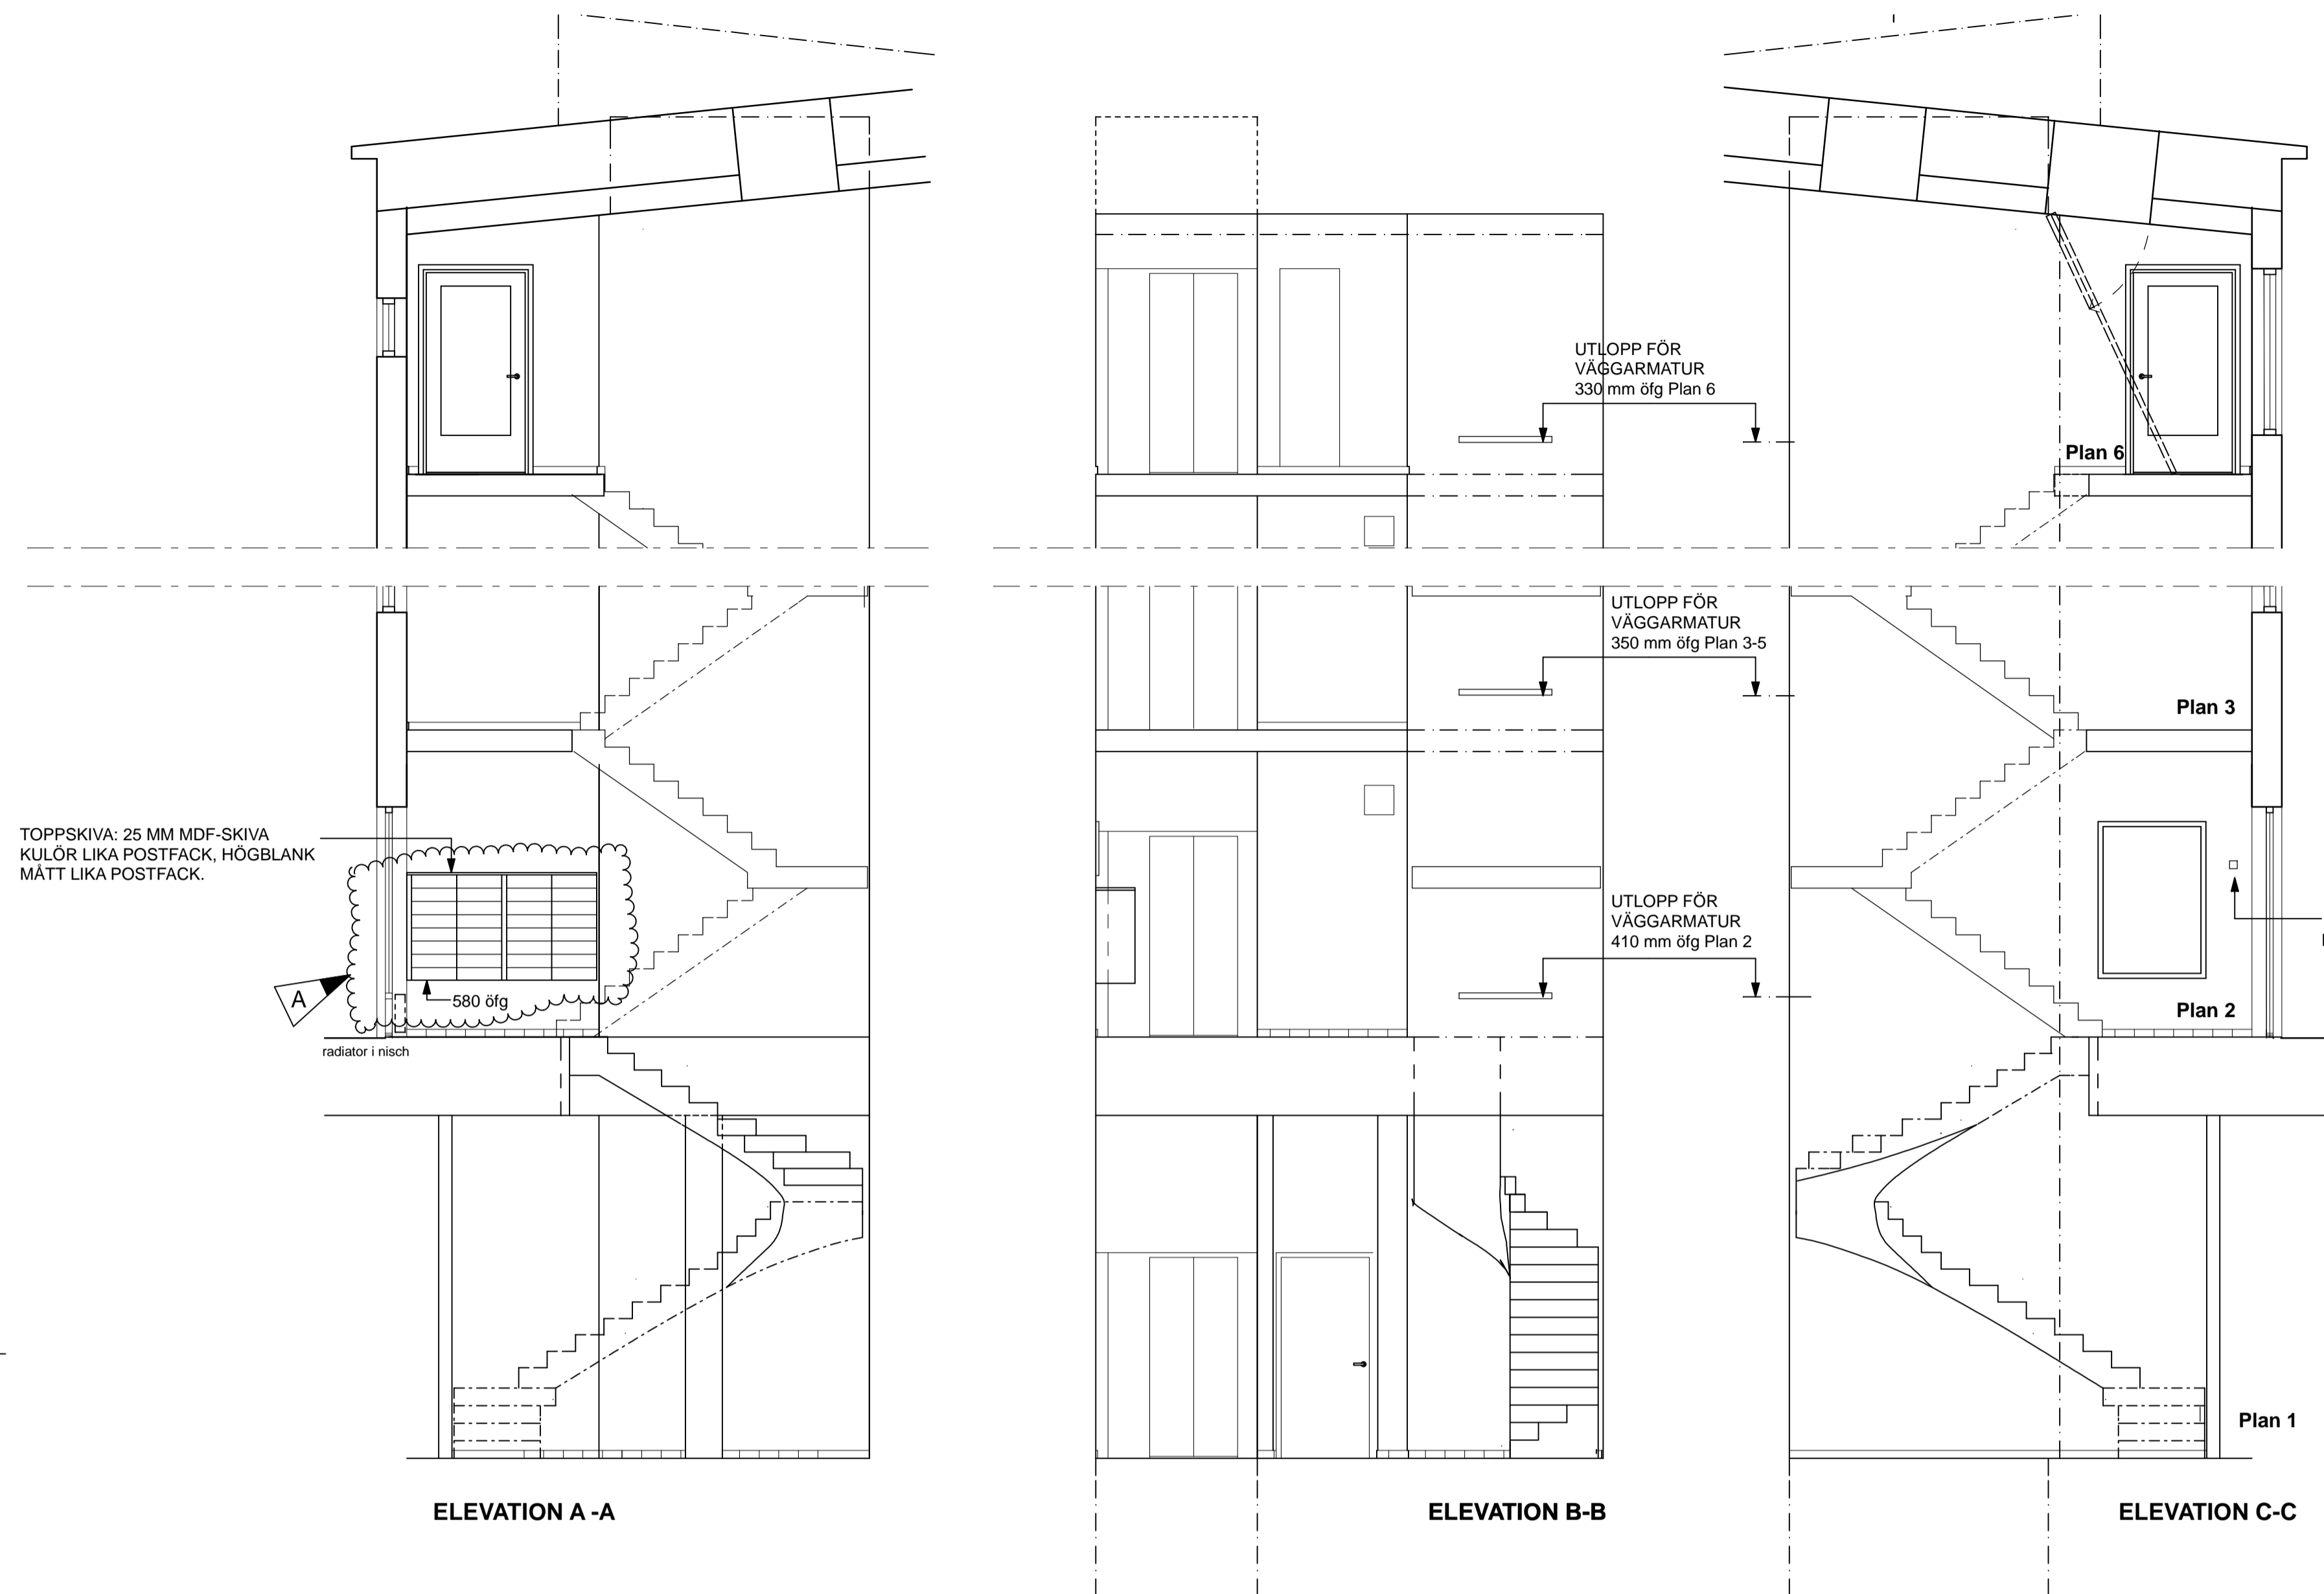 UTLOPP FÖR
VÄGGARMATUR
330 mm öfg Plan 6
Plan 6
UTLOPP FÖR
VÄGGARMATUR
350 mm öfg Plan 3-5
Plan 3
TOPPSKIVA: 25 MM MDF-SKIVA
KULÖR LIKA POSTFACK, HÖGBLANK
MÅTT LIKA POSTFACK.
UTLOPP FÖR
VÄGGARMATUR
410 mm öfg Plan 2
A
580 öfg
Plan 2
radiator i nisch
Plan 1
ELEVATION A -A
ELEVATION B-B
ELEVATION C-C